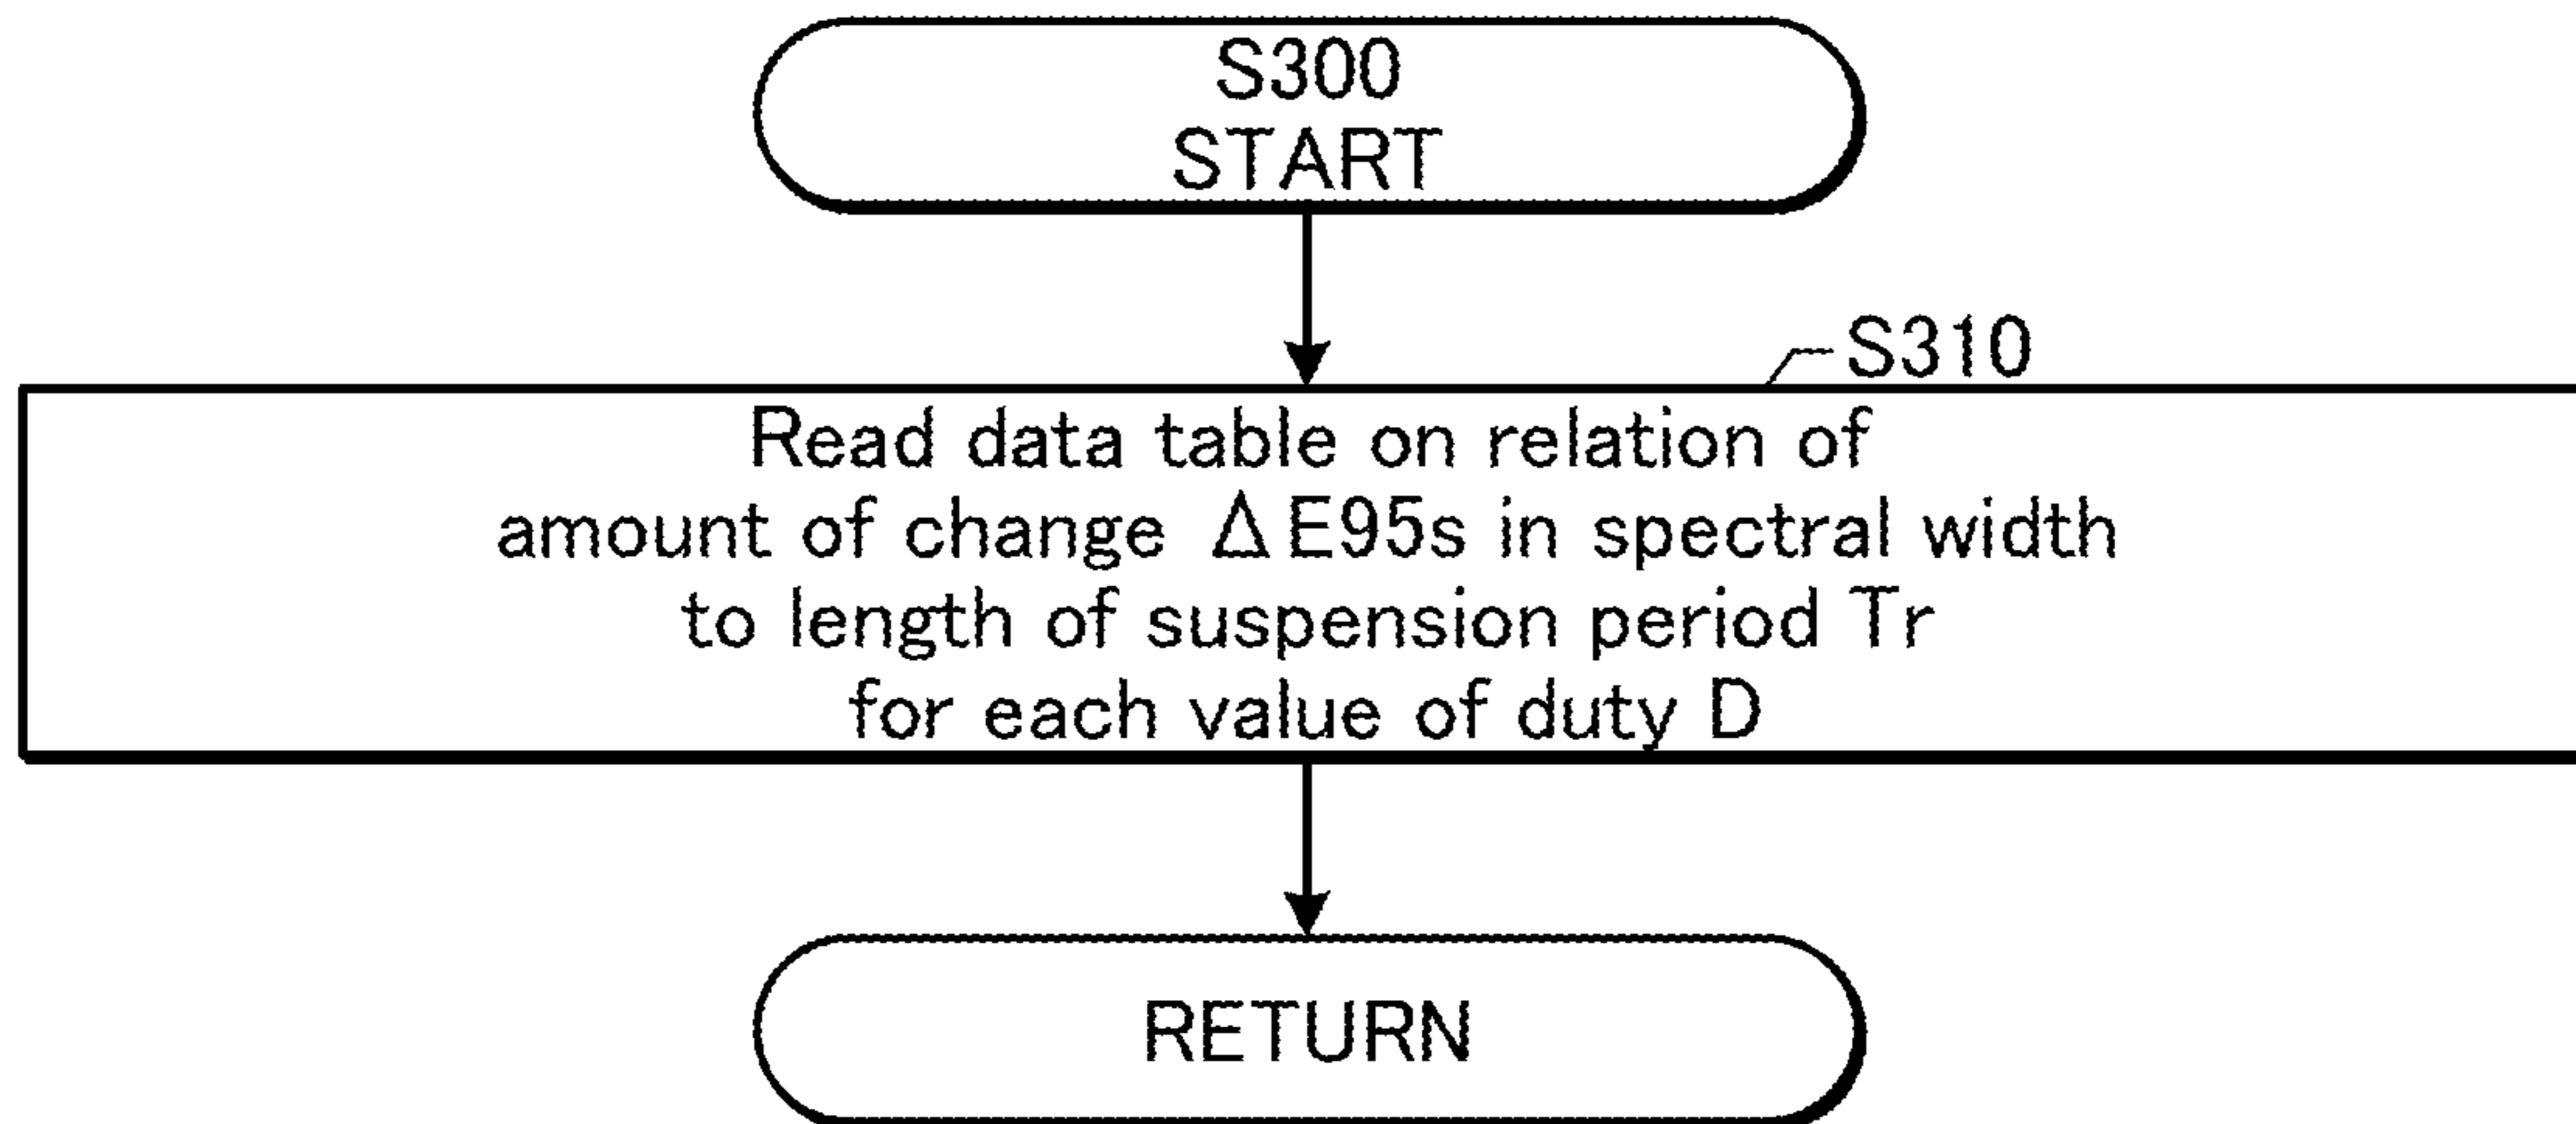 S300
START
S310
Read data table on relation of
amount of change ΔE95s in spectral width
to length of suspension period Tr
for each value of duty D
RETURN